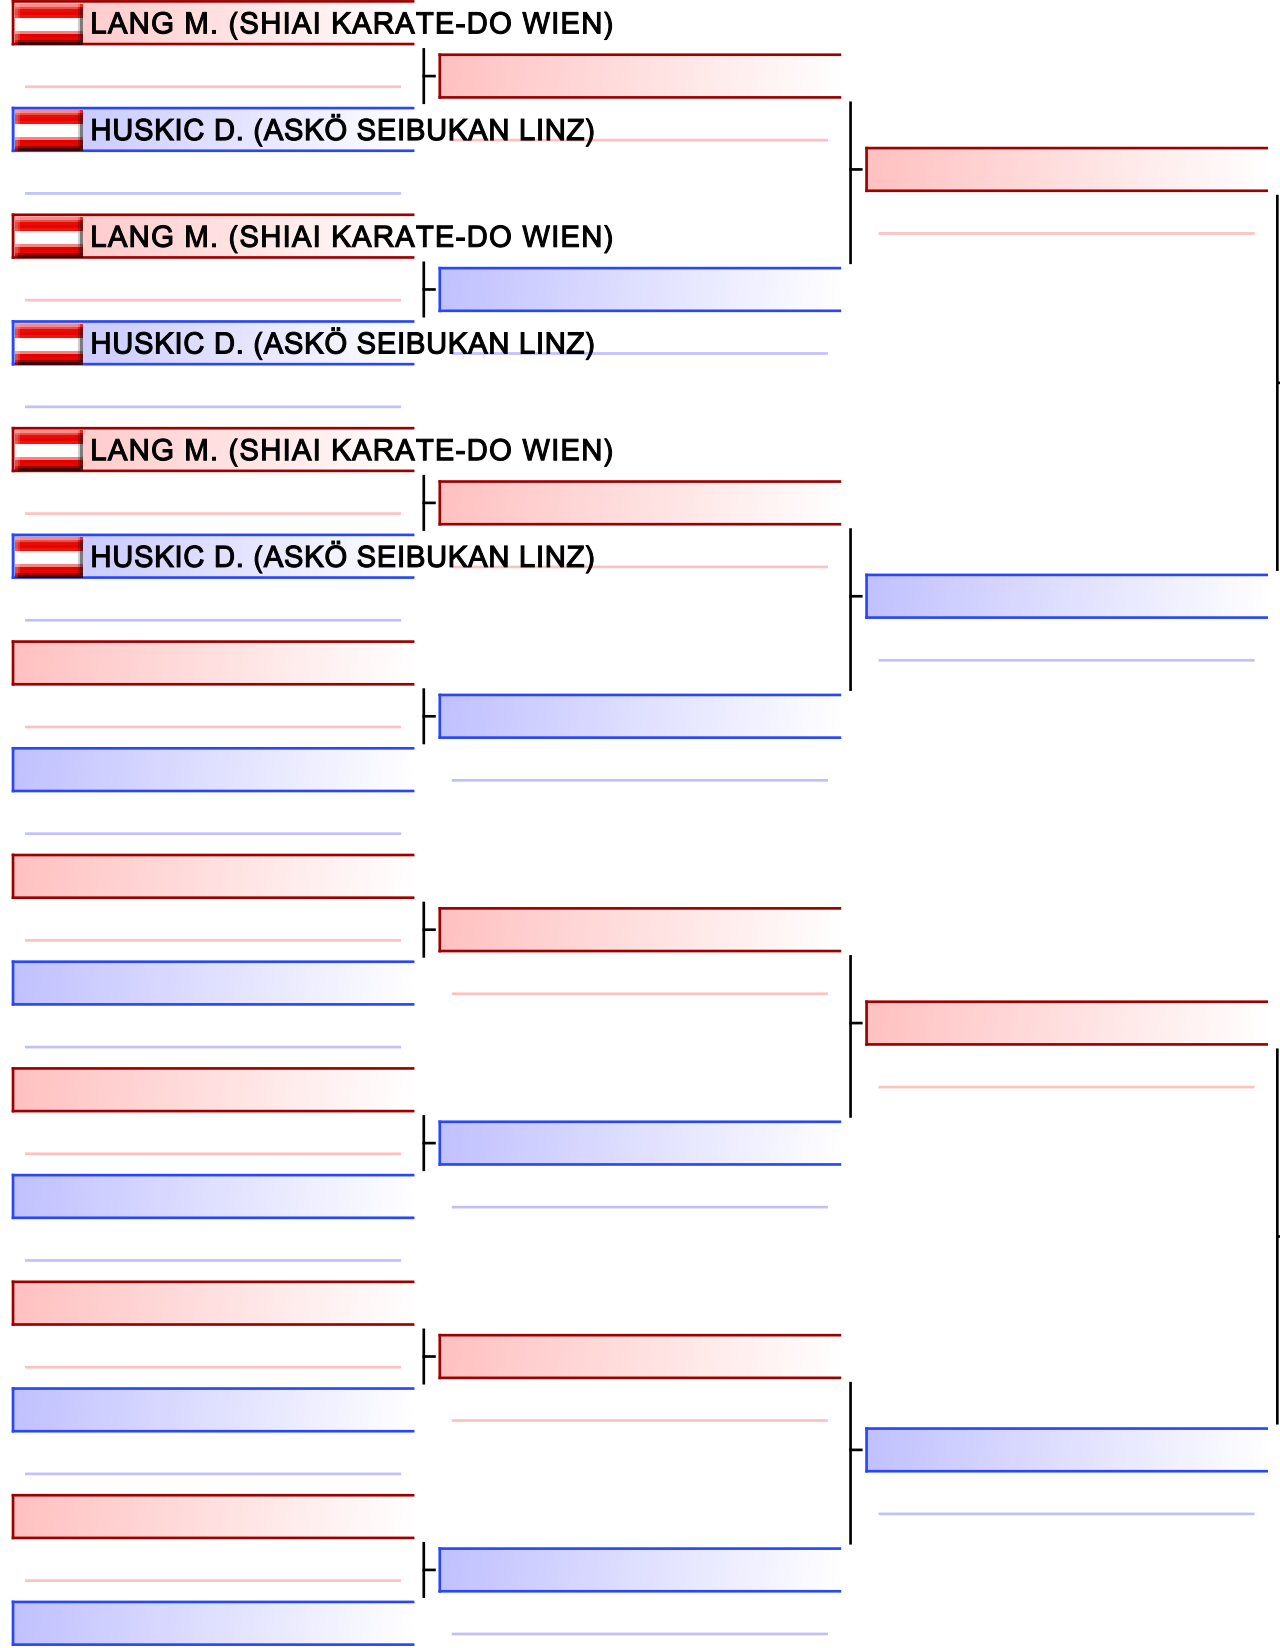 LANG M. (SHIAI KARATE-DO WIEN)
HUSKIC D. (ASKÖ SEIBUKAN LINZ)
LANG M. (SHIAI KARATE-DO WIEN)
HUSKIC D. (ASKÖ SEIBUKAN LINZ)
LANG M. (SHIAI KARATE-DO WIEN)
HUSKIC D. (ASKÖ SEIBUKAN LINZ)